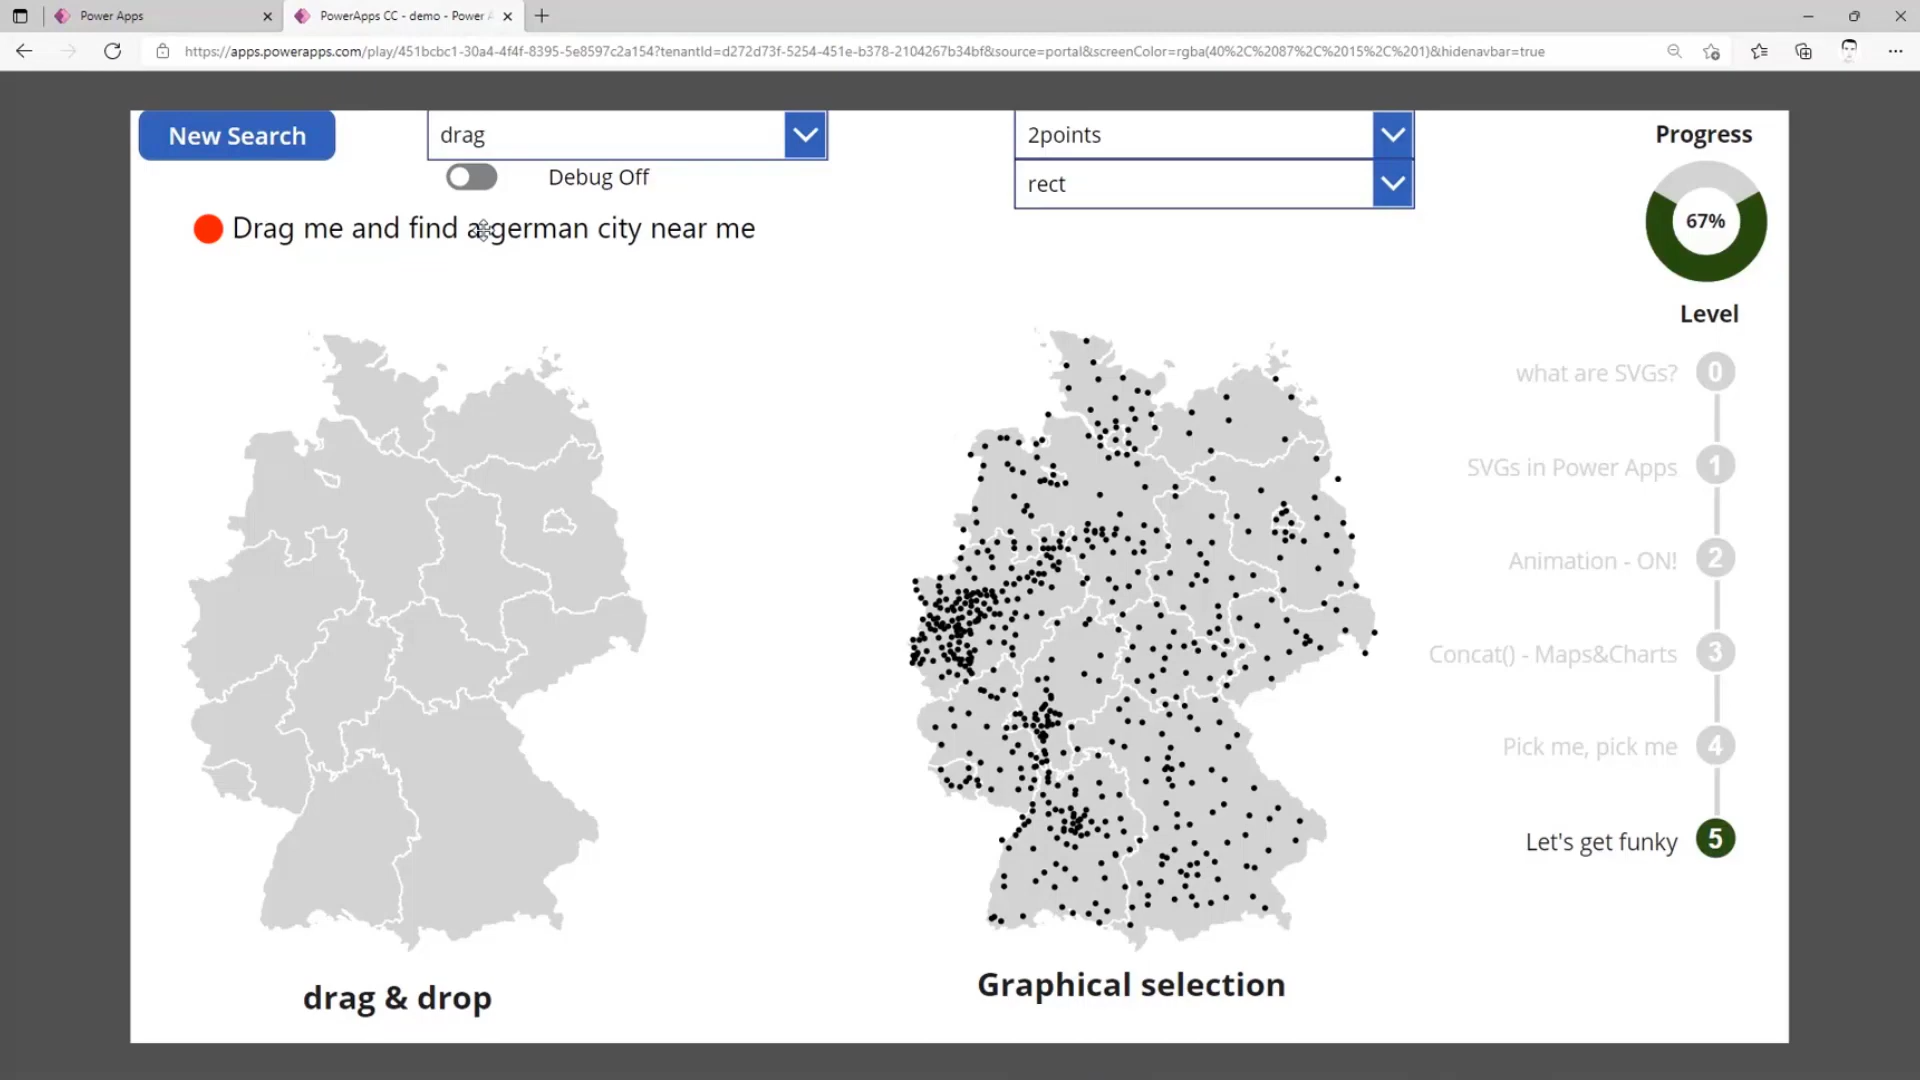 Power Apps
PowerApps CC - demo - Power A
https://apps.powerapps.com/play/451bcbc1-30a4-4f4f-8395-5e8597c2a154?tenantId=d272d73f-5254-451e-b378-2104267b34bf&source=portal&screenColor=rgba(40%2C%2087%2C%2015%2C%201)&hidenavbar=true
New Search
drag
2points
Progress
Debug Off
rect
67%
Drag me and find a german city near me
Level
what are SVGs? 0
SVGs in Power Apps 1
Animation - ON! 2
Concat() - Maps&Charts 3
Pick me, pick me 4
Let's get funky 5
drag & drop
Graphical selection